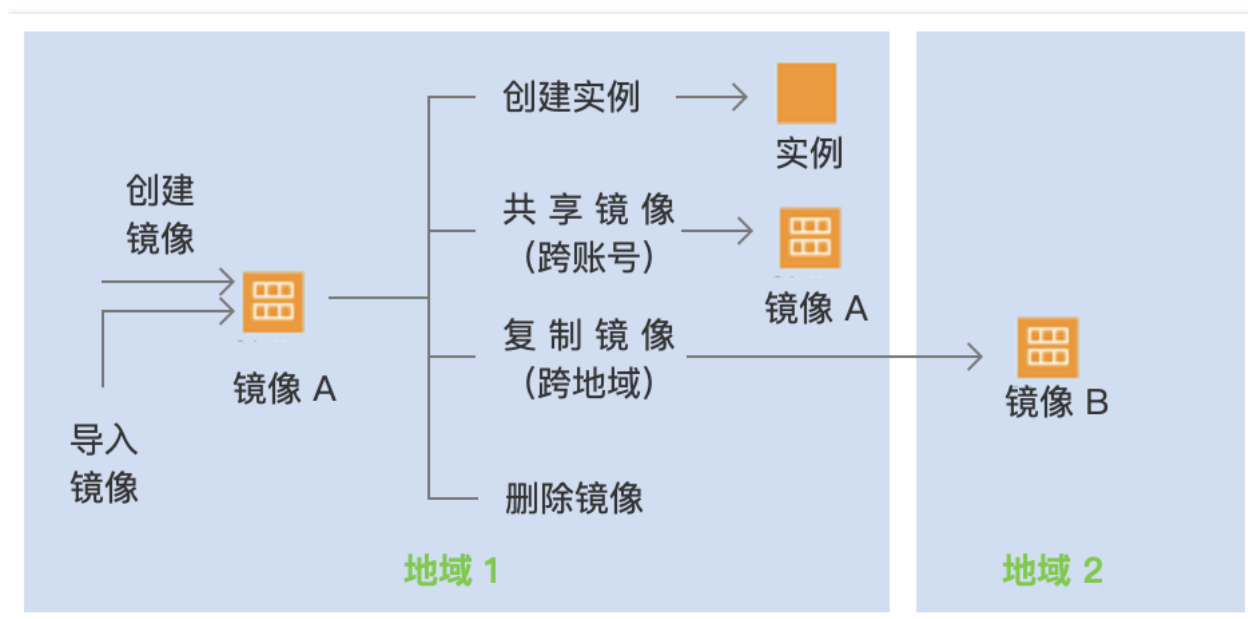 创建
镜像
镜像 A
导入
镜像
创建实例
实例
共享镜像
（跨账号）
镜像 A
复制镜像
（跨地域）
删除镜像
地域 1
镜像 B
地域 2